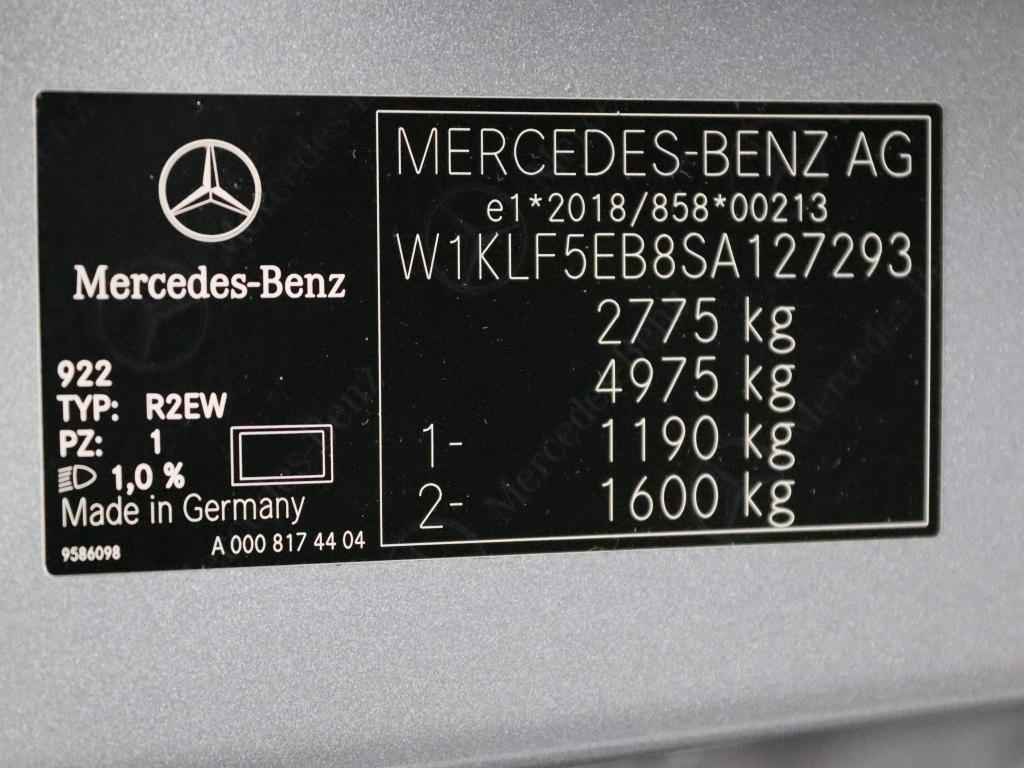 Mercedes-Benz
922
TYP: R2EW
PZ: 1
1,0 %
Made in Germany
9586098
A 000 817 44 04
MERCEDES-BENZ AG
e1*2018/858*00213
W1KLF5EB8SA127293
2775 kg
4975 kg
1- 1190 kg
2- 1600 kg